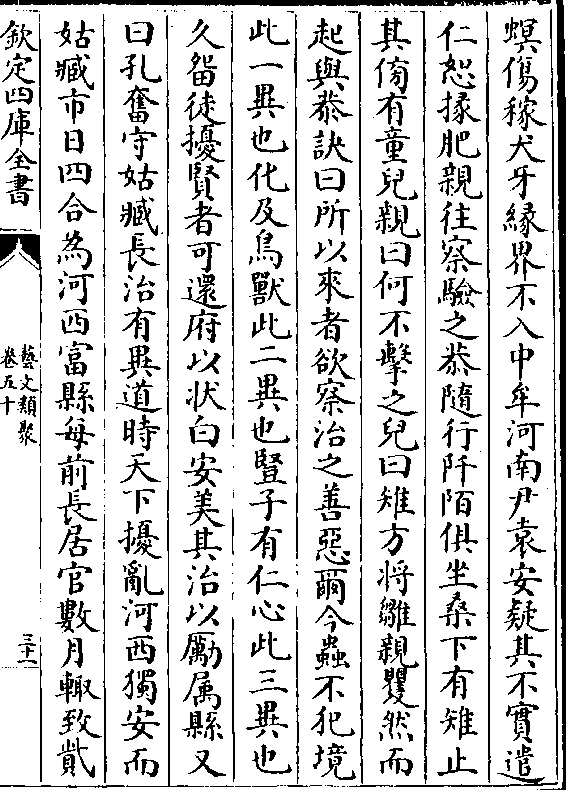 螟傷稼犬牙緣界不入中牟河南尹袁安疑其不實遣
仁恕掾肥親往察驗之恭隨行阡陌俱坐桑下有雉止
其傍有童兒親曰何不擊之兒曰雉方將雛親矍然而
起與恭訣曰所以來者欲察治之善惡爾今蟲不犯境
此一異也化及鳥獸此二異也豎子有仁心此三異也
久留徒擾賢者可還府以狀白安美其治以勵属縣又
曰孔奮守姑臧長治有異道時天下擾亂河西獨安而
姑臧市日四合為河西富縣每前長居官數月輙致貲
欽定四庫全書
藝文類聚
卷五十
三十一